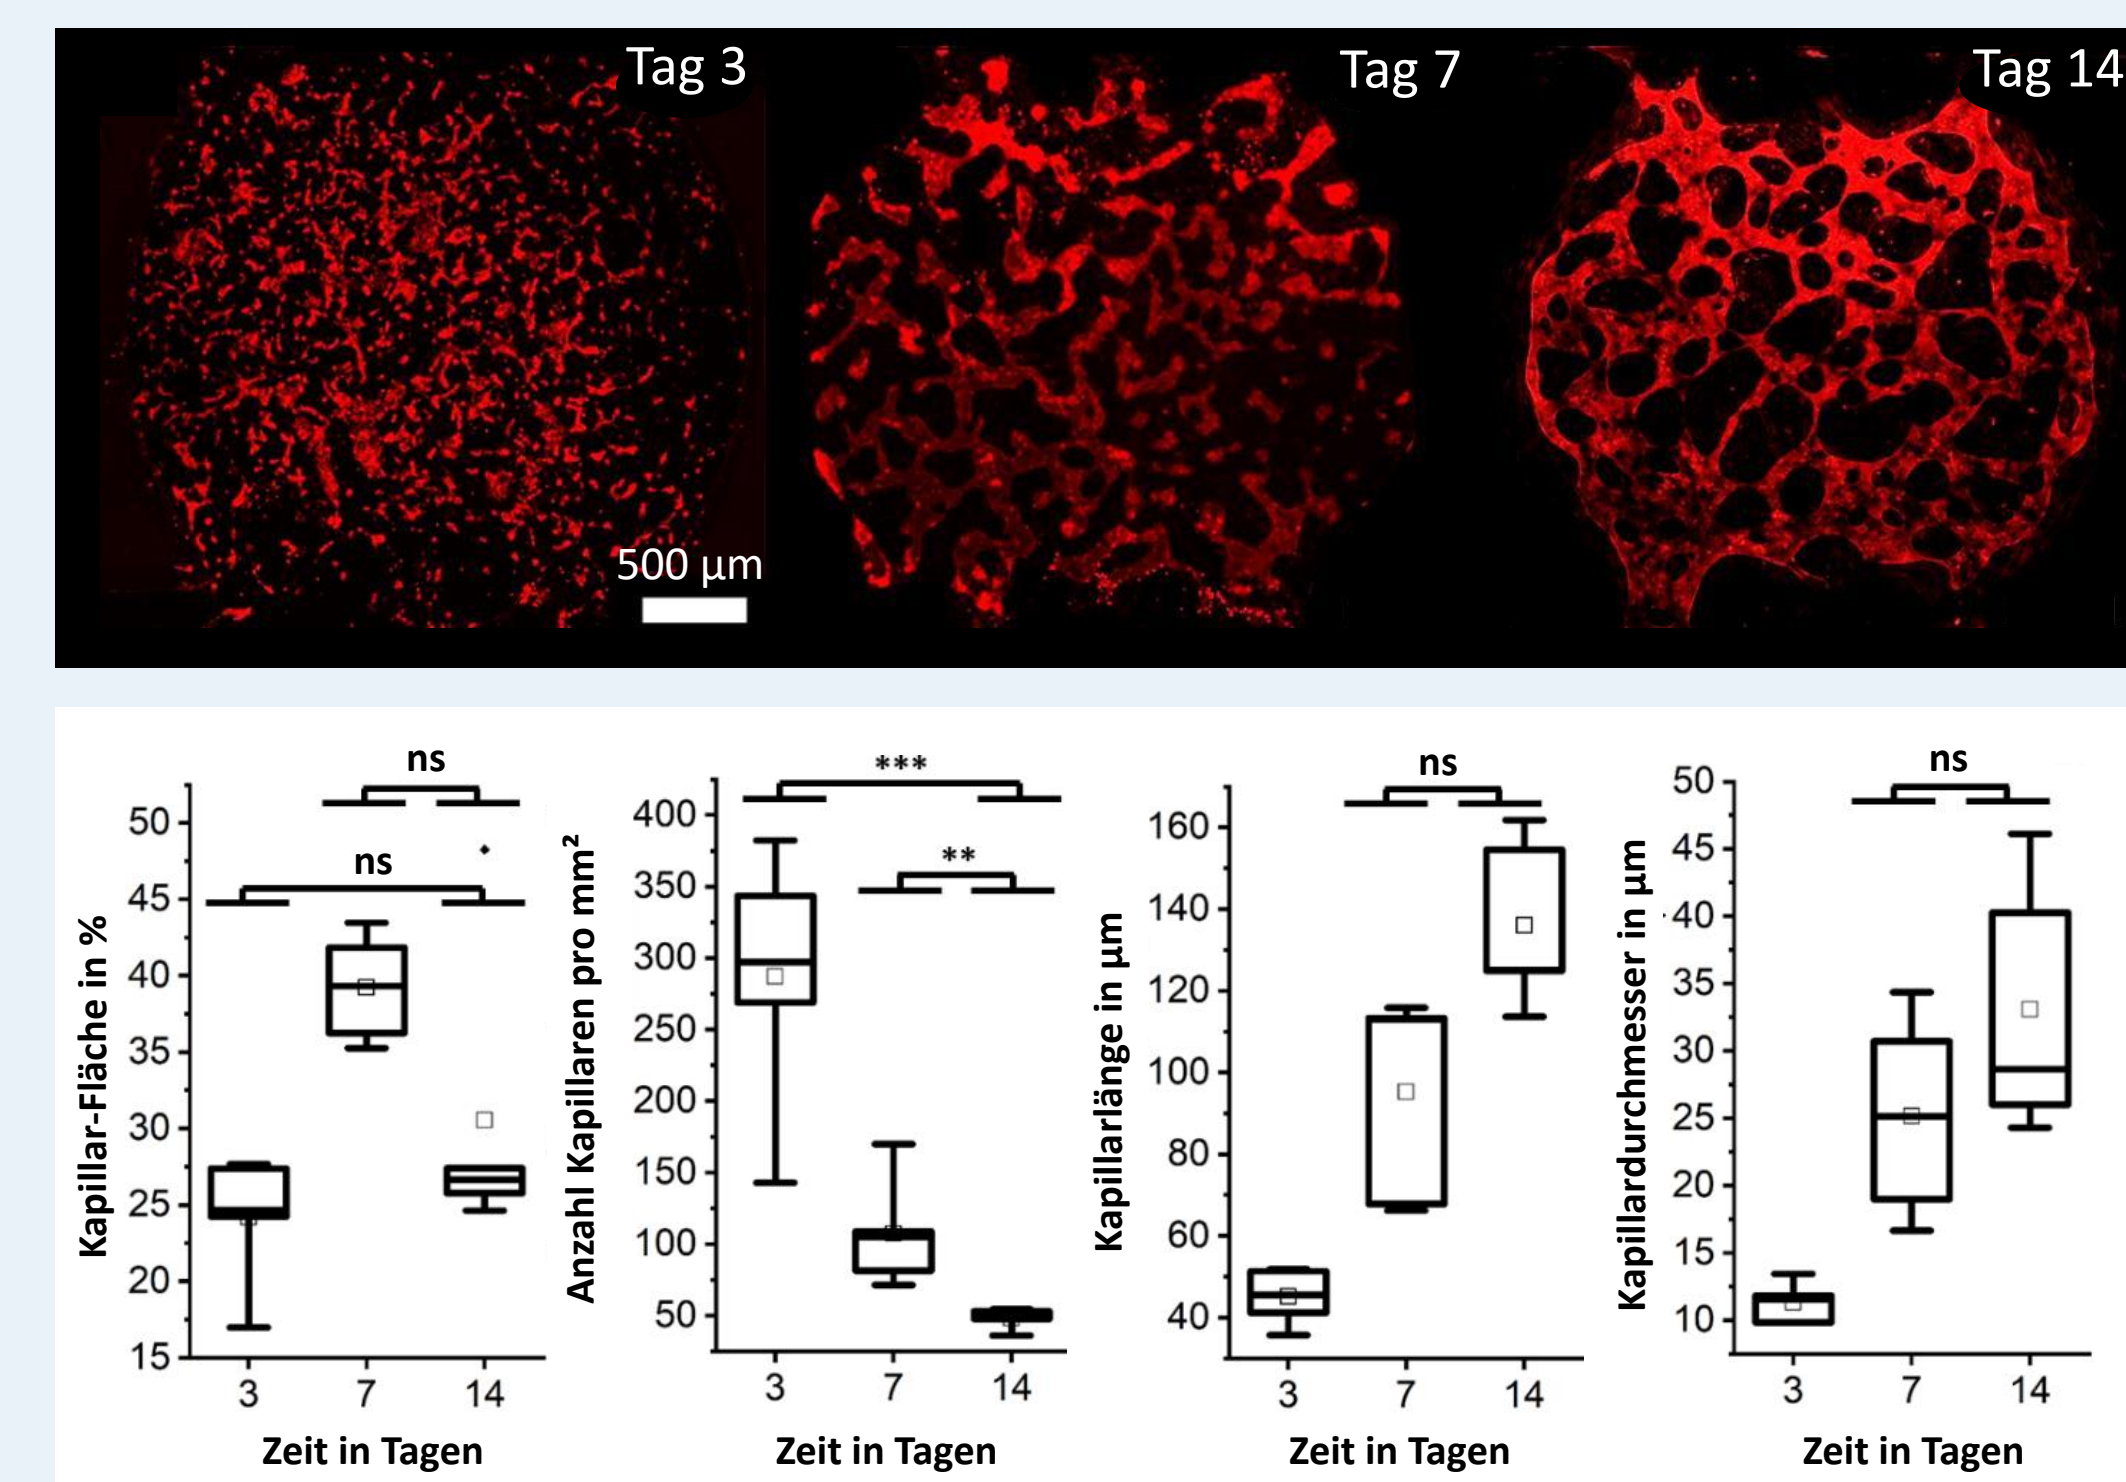 Tag 3
Tag 7
Tag 14
500 µm
Kapillar-Fläche in %
50
45
40
35
30
25
20
15
ns
ns
3
7
14
Zeit in Tagen
Anzahl Kapillaren pro mm²
400
350
300
250
200
150
100
50
***
**
3
7
14
Zeit in Tagen
Kapillarlänge in µm
160
140
120
100
80
60
40
ns
3
7
14
Zeit in Tagen
Kapillardurchmesser in µm
50
45
40
35
30
25
20
15
10
ns
3
7
14
Zeit in Tagen